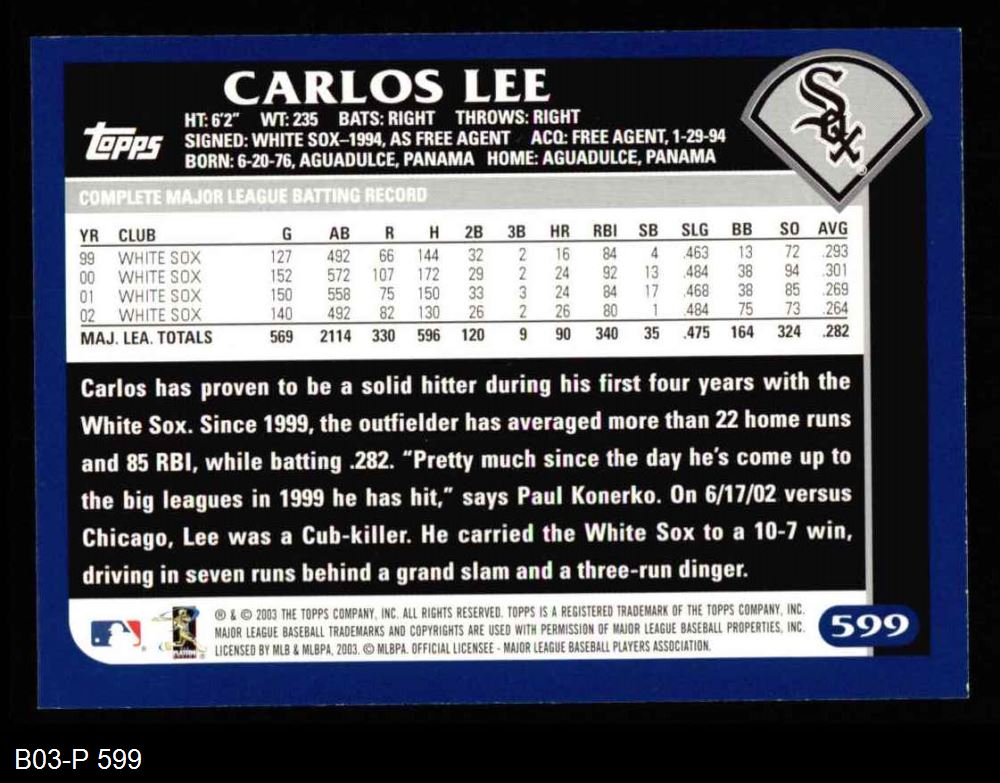 CARLOS LEE
HT: 6'2" WT: 235 BATS: RIGHT THROWS: RIGHT
SIGNED: WHITE SOX–1994, AS FREE AGENT ACQ: FREE AGENT, 1-29-94
BORN: 6-20-76, AGUADULCE, PANAMA HOME: AGUADULCE, PANAMA
Topps
Sox
COMPLETE MAJOR LEAGUE BATTING RECORD
YR CLUB G AB R H 2B 3B HR RBI SB SLG BB SO AVG
99 WHITE SOX 127 492 66 144 32 2 16 84 4 .463 13 72 .293
00 WHITE SOX 152 572 107 172 29 2 24 92 13 .484 38 94 .301
01 WHITE SOX 150 558 75 150 33 3 24 84 17 .468 38 85 .269
02 WHITE SOX 140 492 82 130 26 2 26 80 1 .484 75 73 .264
MAJ. LEA. TOTALS 569 2114 330 596 120 9 90 340 35 .475 164 324 .282
Carlos has proven to be a solid hitter during his first four years with the
White Sox. Since 1999, the outfielder has averaged more than 22 home runs
and 85 RBI, while batting .282. "Pretty much since the day he's come up to
the big leagues in 1999 he has hit," says Paul Konerko. On 6/17/02 versus
Chicago, Lee was a Cub-killer. He carried the White Sox to a 10-7 win,
driving in seven runs behind a grand slam and a three-run dinger.
® & © 2003 THE TOPPS COMPANY, INC. ALL RIGHTS RESERVED. TOPPS IS A REGISTERED TRADEMARK OF THE TOPPS COMPANY, INC.
MAJOR LEAGUE BASEBALL TRADEMARKS AND COPYRIGHTS ARE USED WITH PERMISSION OF MAJOR LEAGUE BASEBALL PROPERTIES, INC.
LICENSED BY MLB & MLBPA, 2003. © MLBPA. OFFICIAL LICENSEE - MAJOR LEAGUE BASEBALL PLAYERS ASSOCIATION.
599
B03-P 599